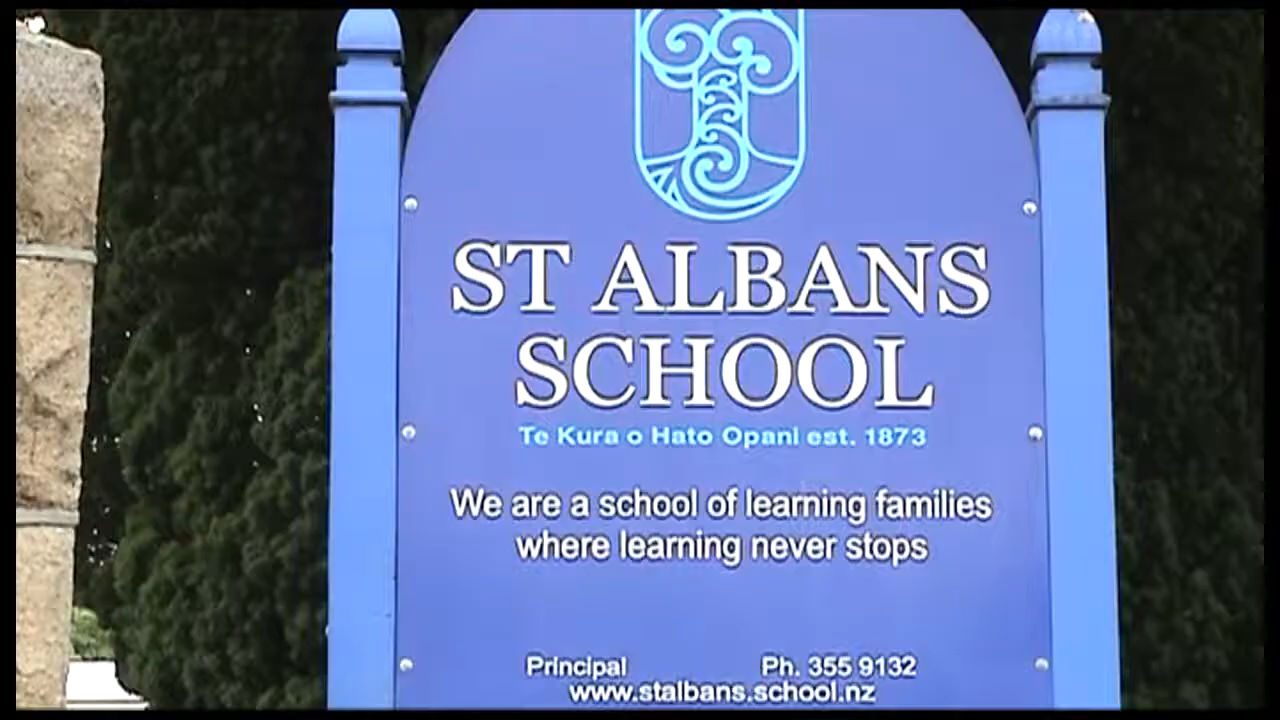 ST ALBANS
SCHOOL
Te Kura o Hato Opani est. 1873
We are a school of learning families
where learning never stops
Principal Ph. 355 9132
www.stalbans.school.nz